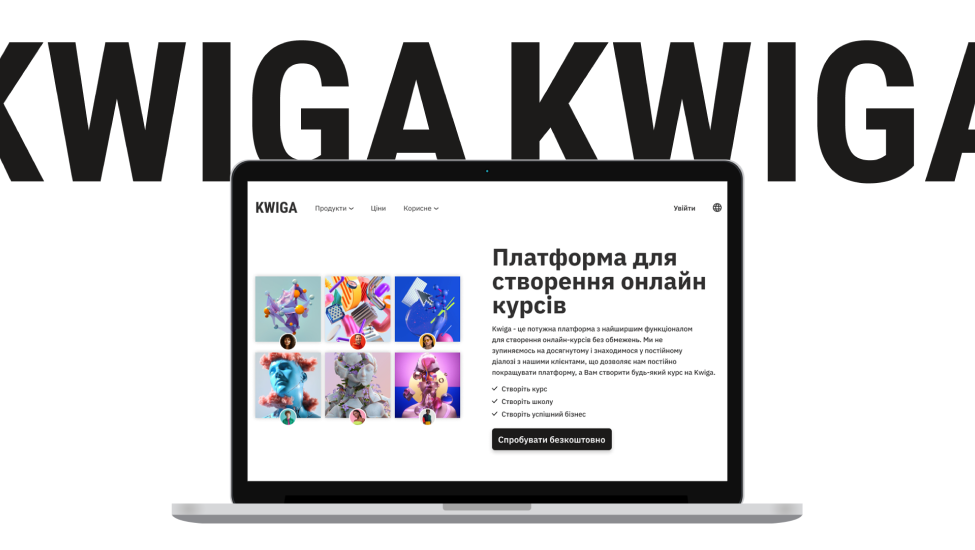 KWIGA KWIGA
KWIGA Продукти Ціни Корисне Увійти
Платформа для
створення онлайн
курсів
Kwiga - це потужна платформа з найширшим функціоналом
для створення онлайн-курсів без обмежень. Ми не
зупиняємось на досягнутому і знаходимося у постійному
діалозі з нашими клієнтами, що дозволяє нам постійно
покращувати платформу, а Вам створити будь-який курс на Kwiga.
Створіть курс
Створіть школу
Створіть успішний бізнес
Спробувати безкоштовно